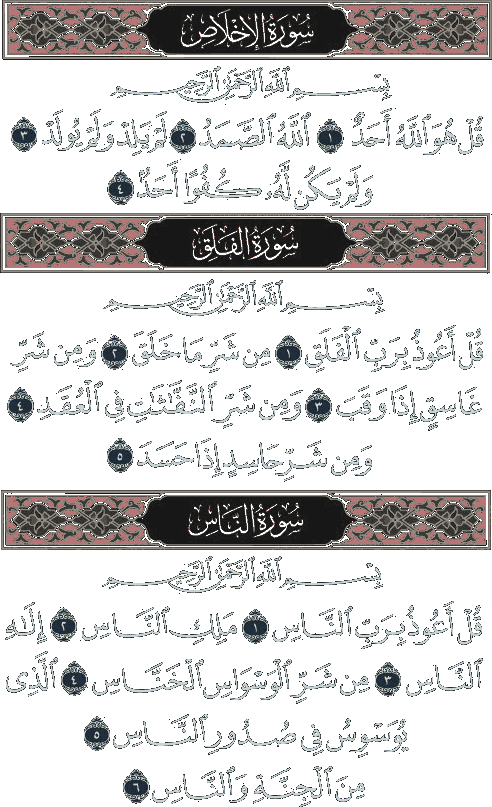 سُورَةُ الإِخْلَاصِ
بِسْمِ ٱللَّهِ ٱلرَّحْمَٰنِ ٱلرَّحِيمِ
قُلْ هُوَ ٱللَّهُ أَحَدٌ ١ ٱللَّهُ ٱلصَّمَدُ ٢ لَمْ يَلِدْ وَلَمْ يُولَدْ ٣
وَلَمْ يَكُن لَّهُۥ كُفُوًا أَحَدٌۢ ٤
سُورَةُ الفَلَقِ
بِسْمِ ٱللَّهِ ٱلرَّحْمَٰنِ ٱلرَّحِيمِ
قُلْ أَعُوذُ بِرَبِّ ٱلْفَلَقِ ١ مِن شَرِّ مَا خَلَقَ ٢ وَمِن شَرِّ
غَاسِقٍ إِذَا وَقَبَ ٣ وَمِن شَرِّ ٱلنَّفَّٰثَٰتِ فِى ٱلْعُقَدِ ٤
وَمِن شَرِّ حَاسِدٍ إِذَا حَسَدَ ٥
سُورَةُ النَّاسِ
بِسْمِ ٱللَّهِ ٱلرَّحْمَٰنِ ٱلرَّحِيمِ
قُلْ أَعُوذُ بِرَبِّ ٱلنَّاسِ ١ مَلِكِ ٱلنَّاسِ ٢ إِلَٰهِ
ٱلنَّاسِ ٣ مِن شَرِّ ٱلْوَسْوَاسِ ٱلْخَنَّاسِ ٤ ٱلَّذِى
يُوَسْوِسُ فِى صُدُورِ ٱلنَّاسِ ٥
مِنَ ٱلْجِنَّةِ وَٱلنَّاسِ ٦